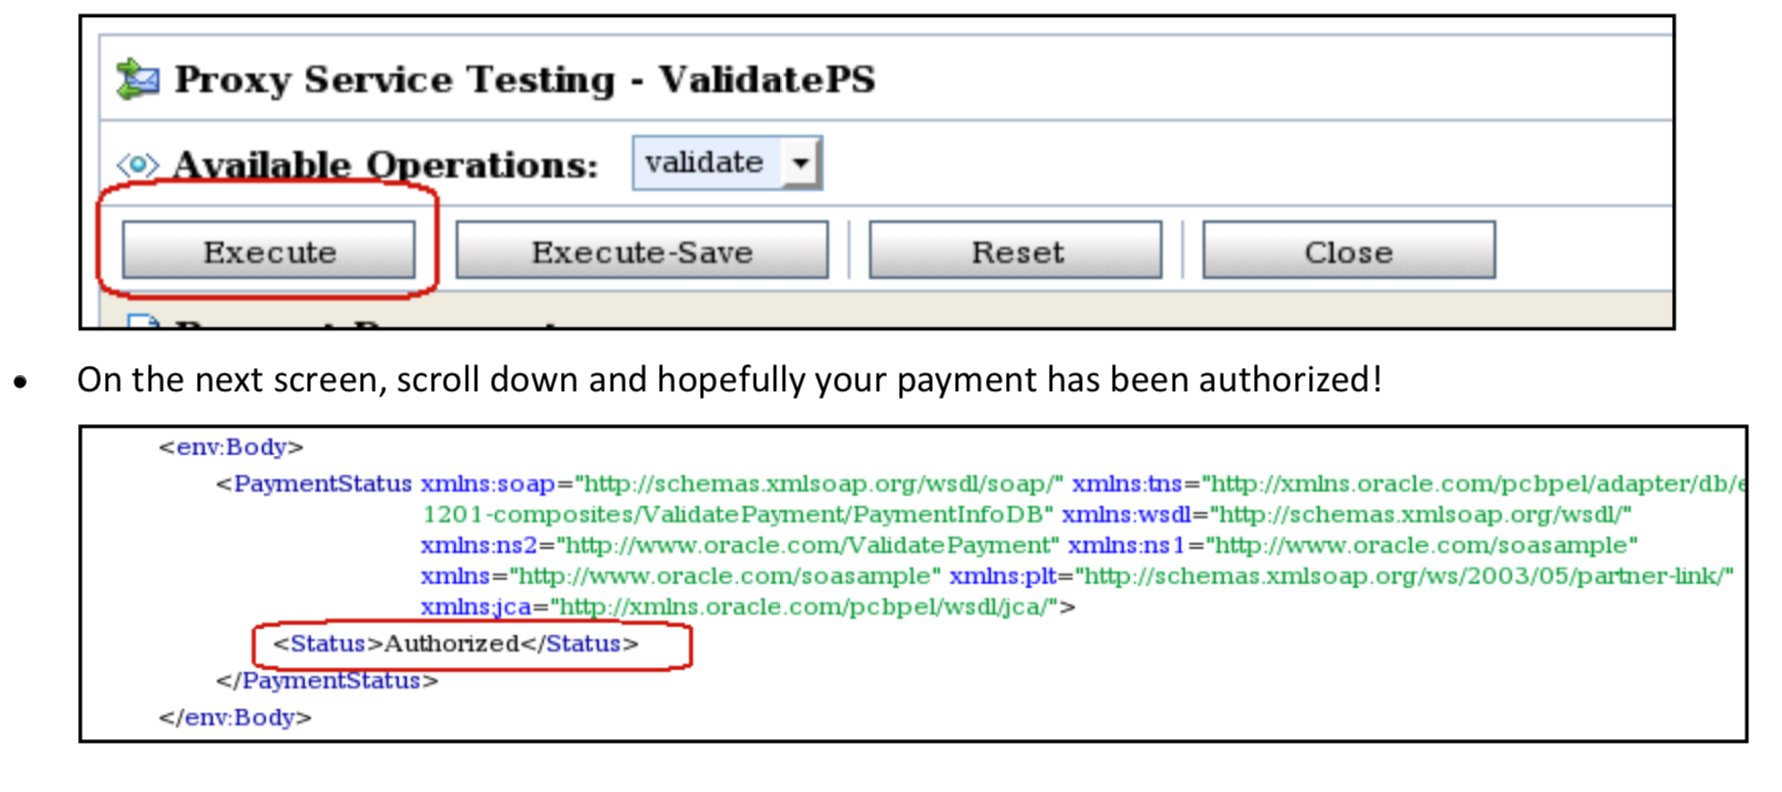 Proxy Service Testing - ValidatePS
Available Operations: validate
Execute Execute-Save Reset Close
• On the next screen, scroll down and hopefully your payment has been authorized!
<env:Body>
<PaymentStatus xmlns:soap="http://schemas.xmlsoap.org/wsdl/soap/" xmlns:tns="http://xmlns.oracle.com/pcbpel/adapter/db/e
1201-composites/ValidatePayment/PaymentInfoDB" xmlns:wsdl="http://schemas.xmlsoap.org/wsdl/"
xmlns:ns2="http://www.oracle.com/ValidatePayment" xmlns:ns1="http://www.oracle.com/soasample"
xmlns="http://www.oracle.com/soasample" xmlns:plt="http://schemas.xmlsoap.org/ws/2003/05/partner-link/"
xmlns:jca="http://xmlns.oracle.com/pcbpel/wsdl/jca/">
<Status>Authorized</Status>
</PaymentStatus>
</env:Body>